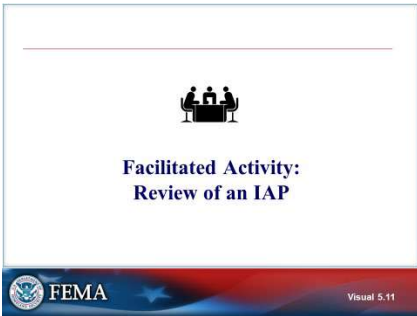 Facilitated Activity:
Review of an IAP
FEMA
Visual 5.11